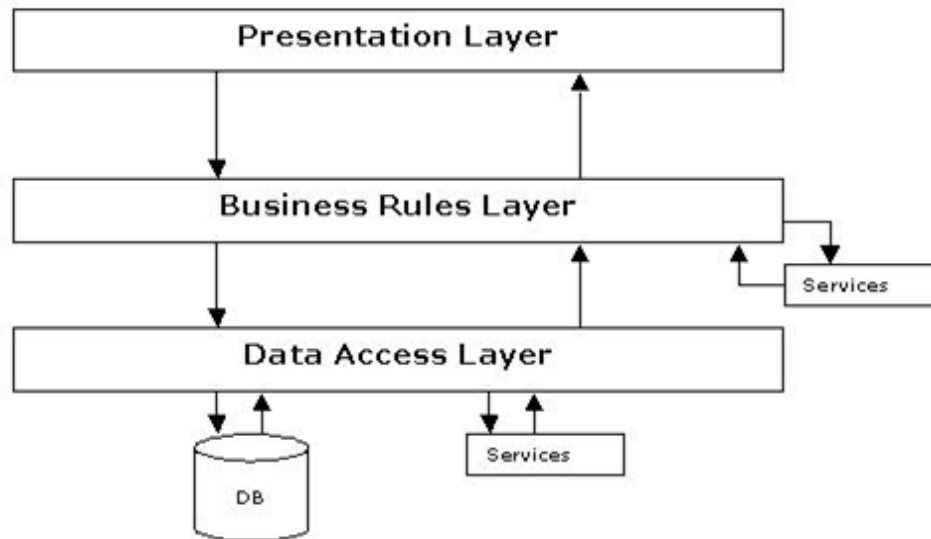 Presentation Layer
Business Rules Layer
Services
Data Access Layer
Services
DB